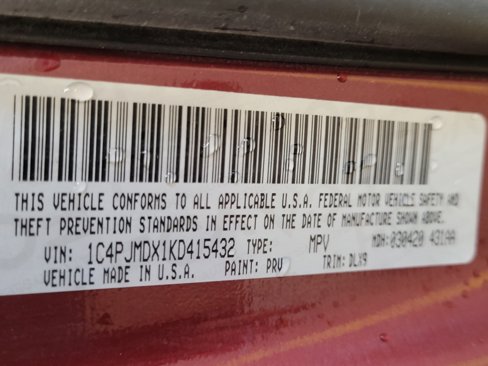 THIS VEHICLE CONFORMS TO ALL APPLICABLE U.S.A. FEDERAL MOTOR VEHICLE SAFETY AND
THEFT PREVENTION STANDARDS IN EFFECT ON THE DATE OF MANUFACTURE SHOWN ABOVE.
VIN: 1C4PJMDX1KD415432 TYPE: MPV MDH: 030420 431AA
VEHICLE MADE IN U.S.A. PAINT: PRV TRIM: DLX9